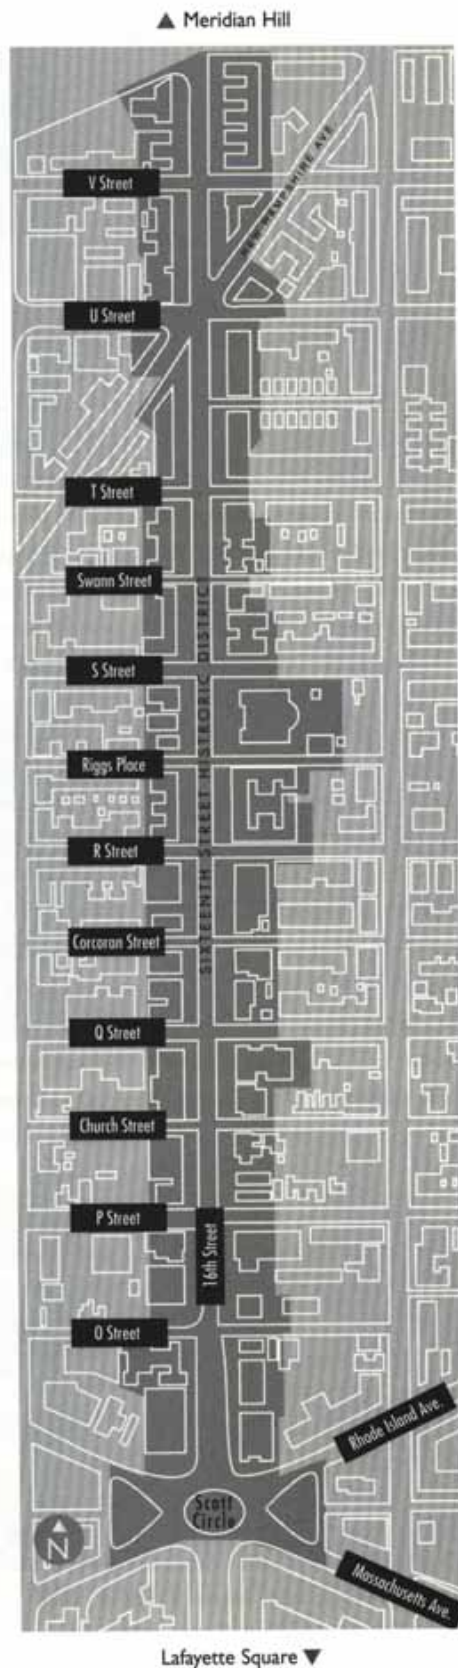 ▲ Meridian Hill
NEW HAMPSHIRE AVE.
V Street
U Street
T Street
Swann Street
SIXTEENTH STREET HISTORIC DISTRICT
S Street
Riggs Place
R Street
Corcoran Street
Q Street
Church Street
P Street
16th Street
O Street
Rhode Island Ave.
Scott
Circle
N
Massachusetts Ave.
Lafayette Square ▼